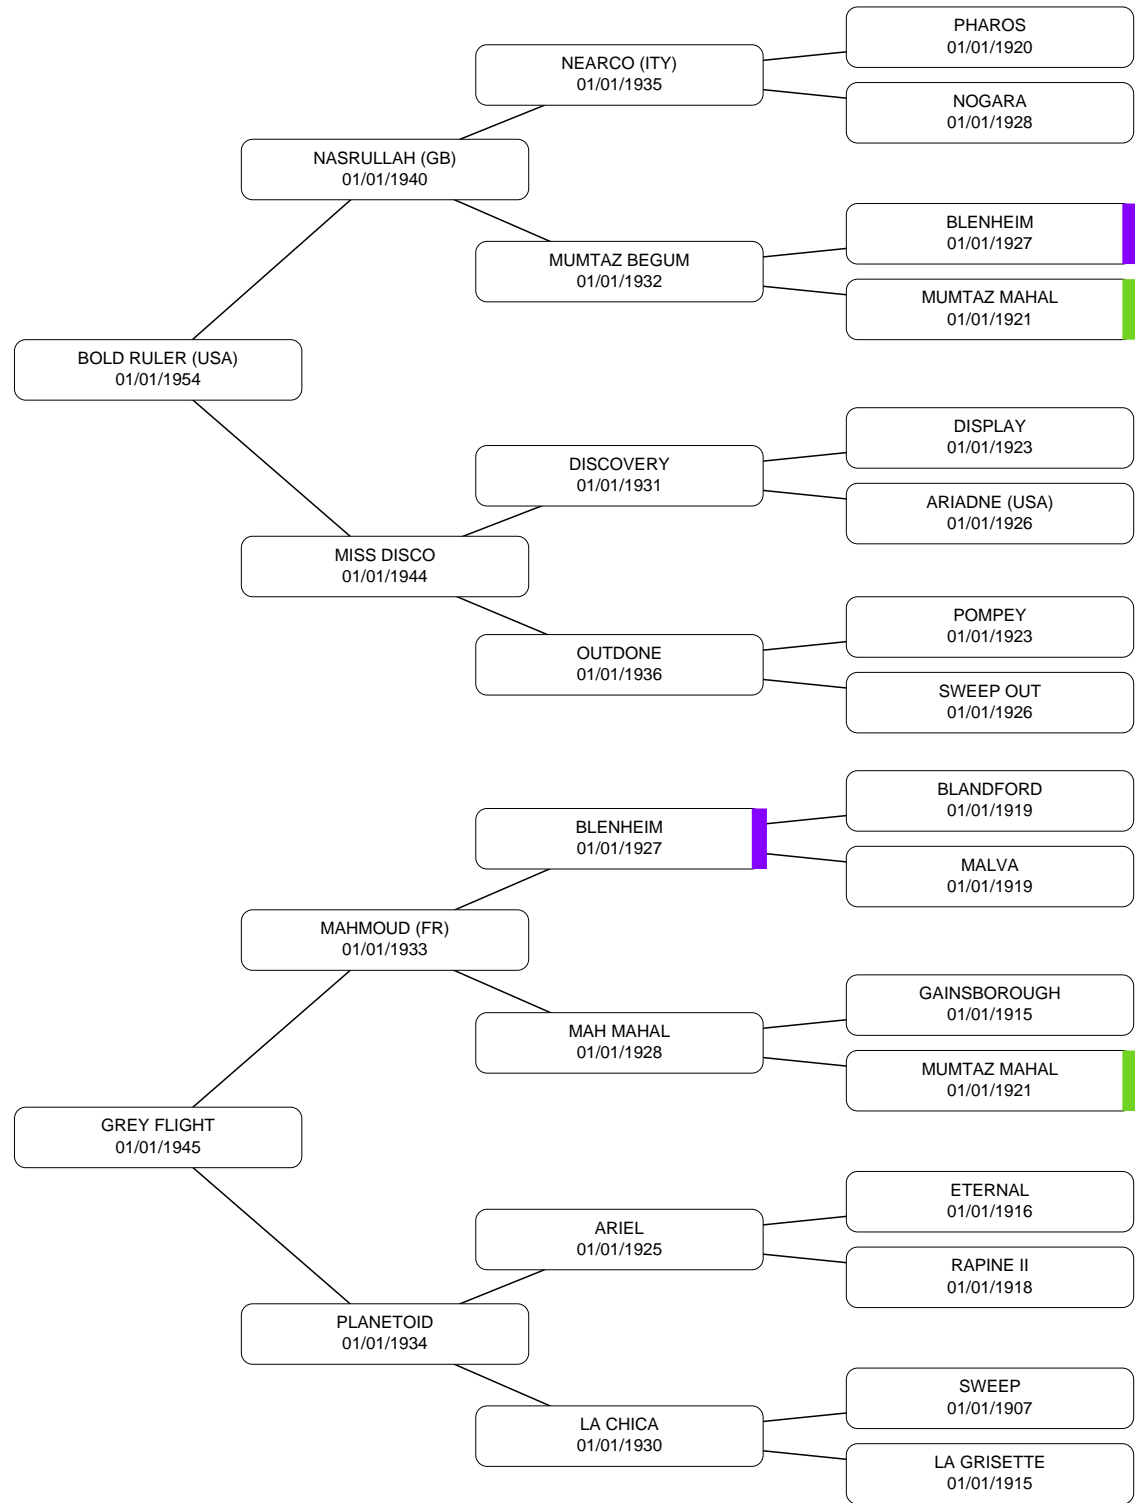 PHAROS
01/01/1920
NEARCO (ITY)
01/01/1935
NOGARA
01/01/1928
NASRULLAH (GB)
01/01/1940
BLENHEIM
01/01/1927
MUMTAZ BEGUM
01/01/1932
MUMTAZ MAHAL
01/01/1921
BOLD RULER (USA)
01/01/1954
DISPLAY
01/01/1923
DISCOVERY
01/01/1931
ARIADNE (USA)
01/01/1926
MISS DISCO
01/01/1944
POMPEY
01/01/1923
OUTDONE
01/01/1936
SWEEP OUT
01/01/1926
BLANDFORD
01/01/1919
BLENHEIM
01/01/1927
MALVA
01/01/1919
MAHMOUD (FR)
01/01/1933
GAINSBOROUGH
01/01/1915
MAH MAHAL
01/01/1928
MUMTAZ MAHAL
01/01/1921
GREY FLIGHT
01/01/1945
ETERNAL
01/01/1916
ARIEL
01/01/1925
RAPINE II
01/01/1918
PLANETOID
01/01/1934
SWEEP
01/01/1907
LA CHICA
01/01/1930
LA GRISETTE
01/01/1915